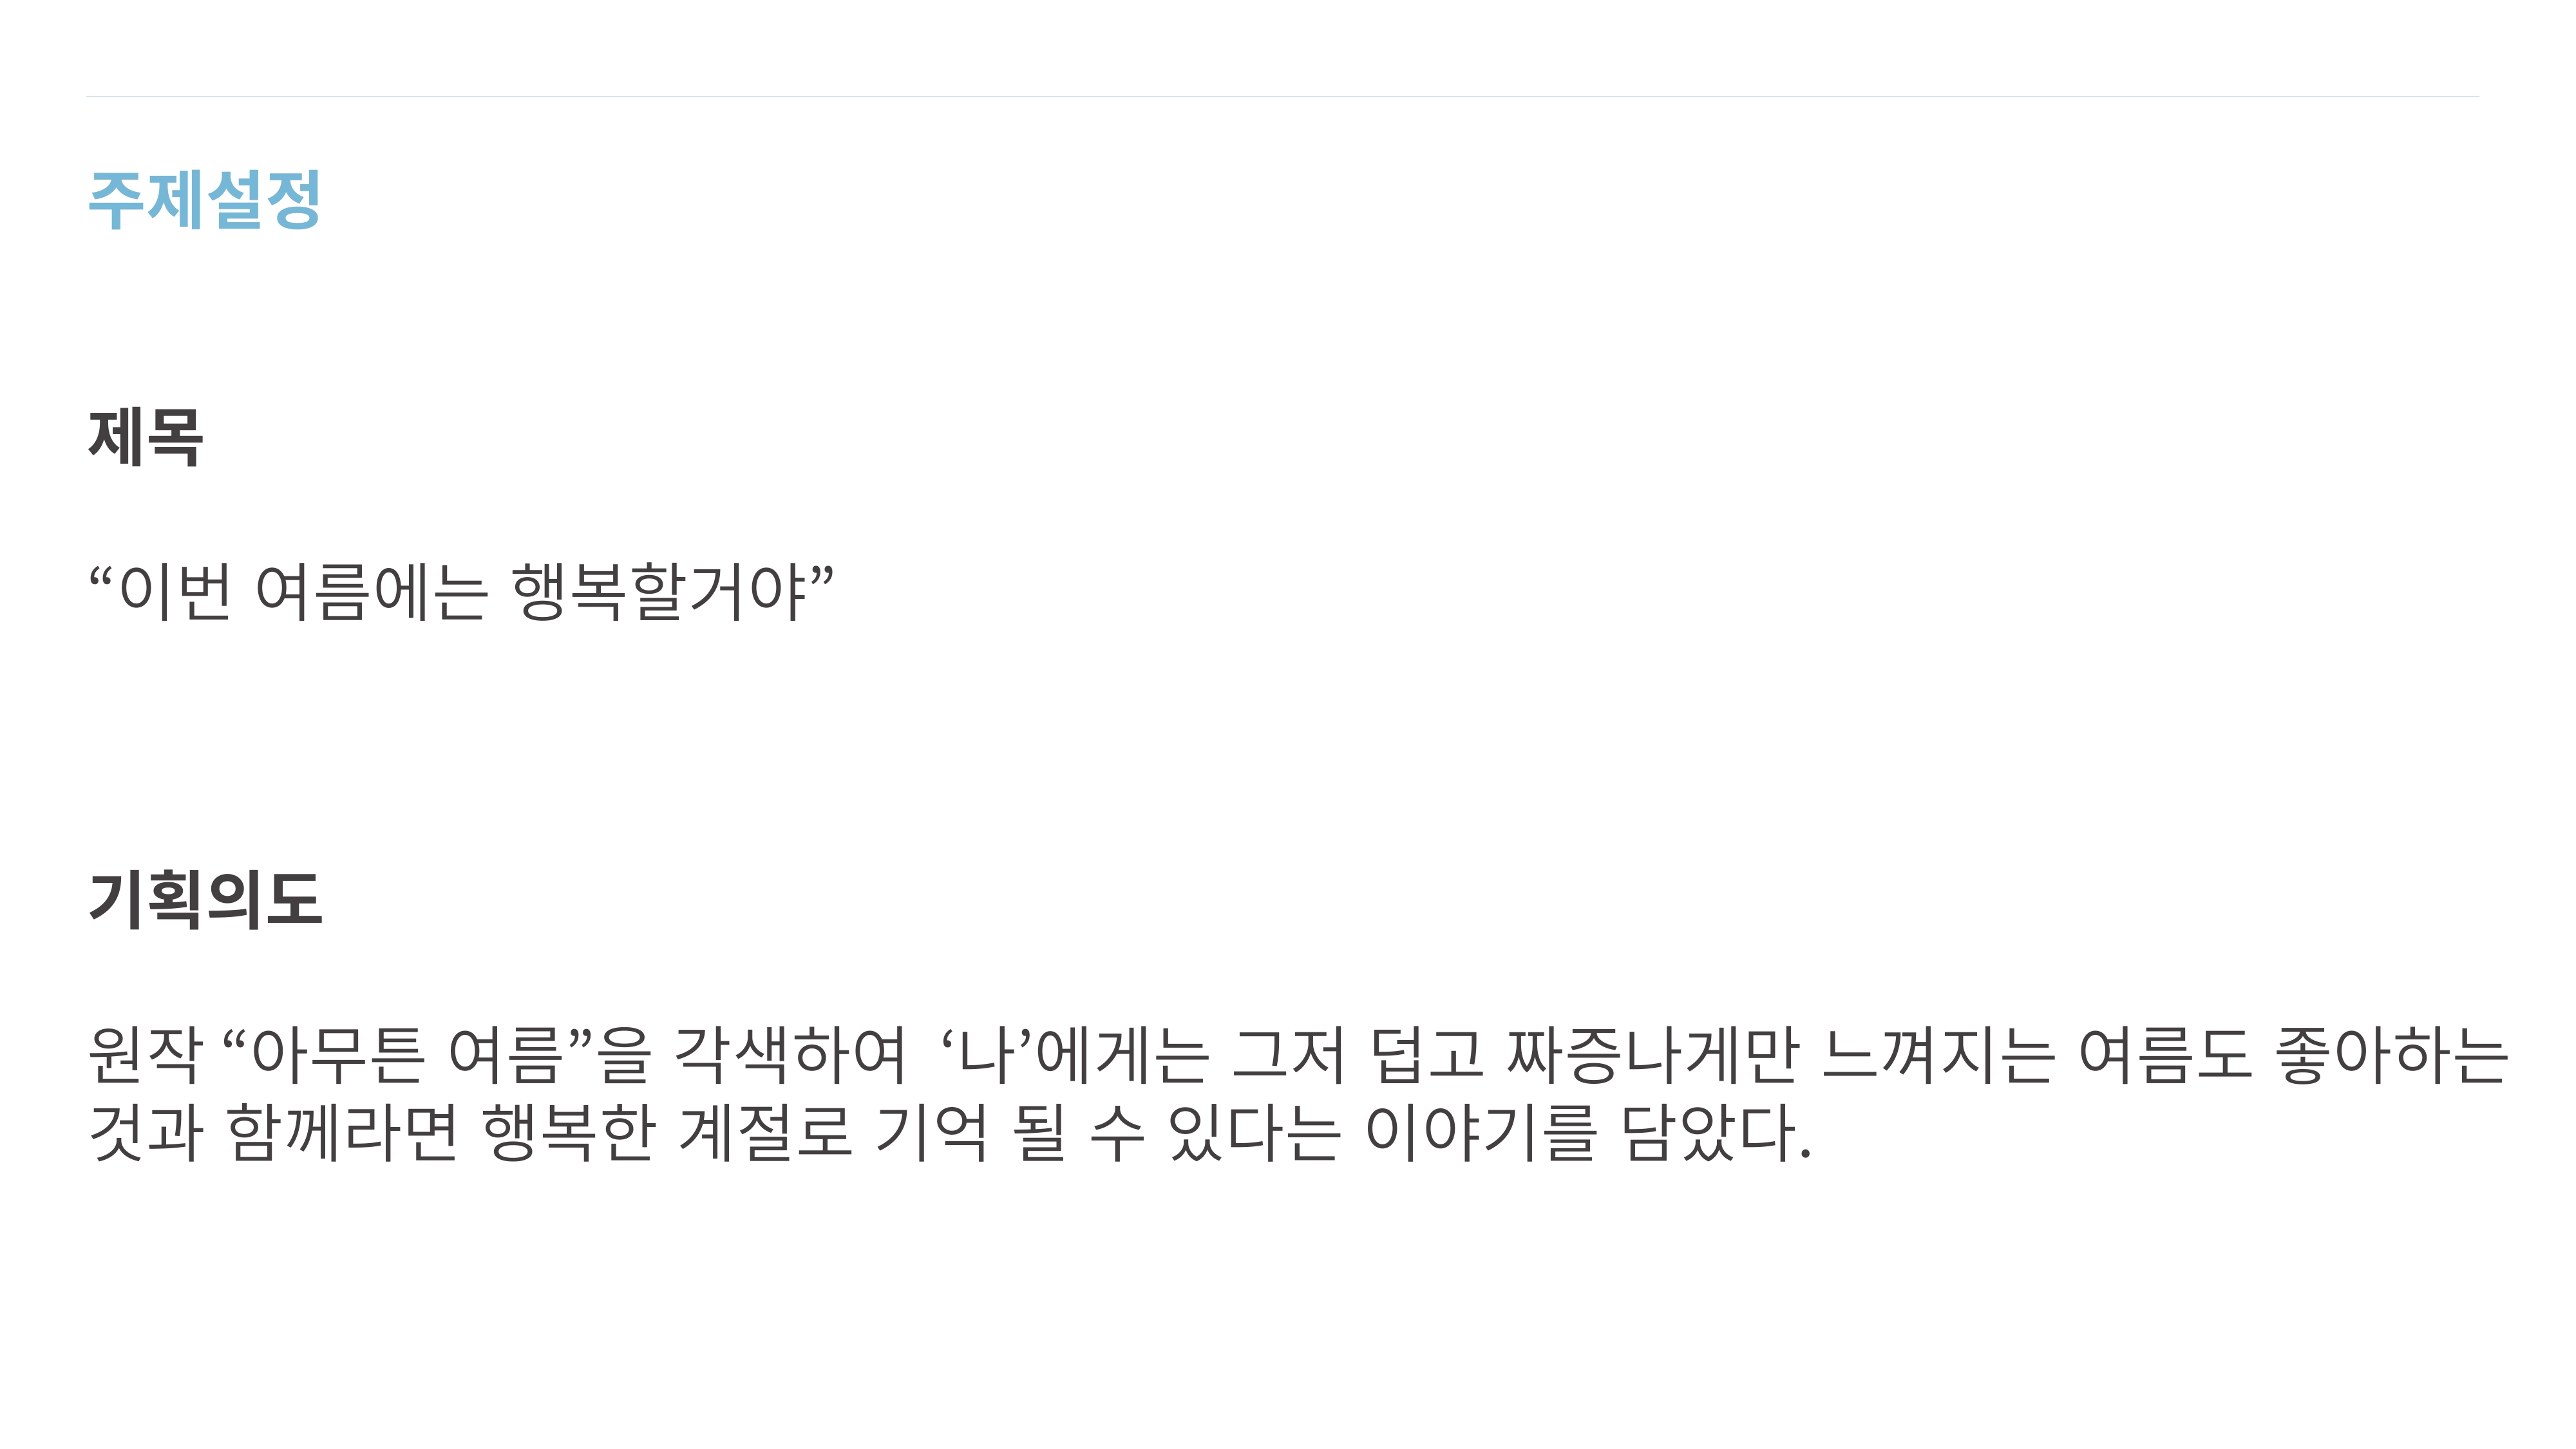 주제설정
제목
“이번 여름에는 행복할거야”
기획의도
원작 “아무튼 여름”을 각색하여 ‘나’에게는 그저 덥고 짜증나게만 느껴지는 여름도 좋아하는
것과 함께라면 행복한 계절로 기억 될 수 있다는 이야기를 담았다.